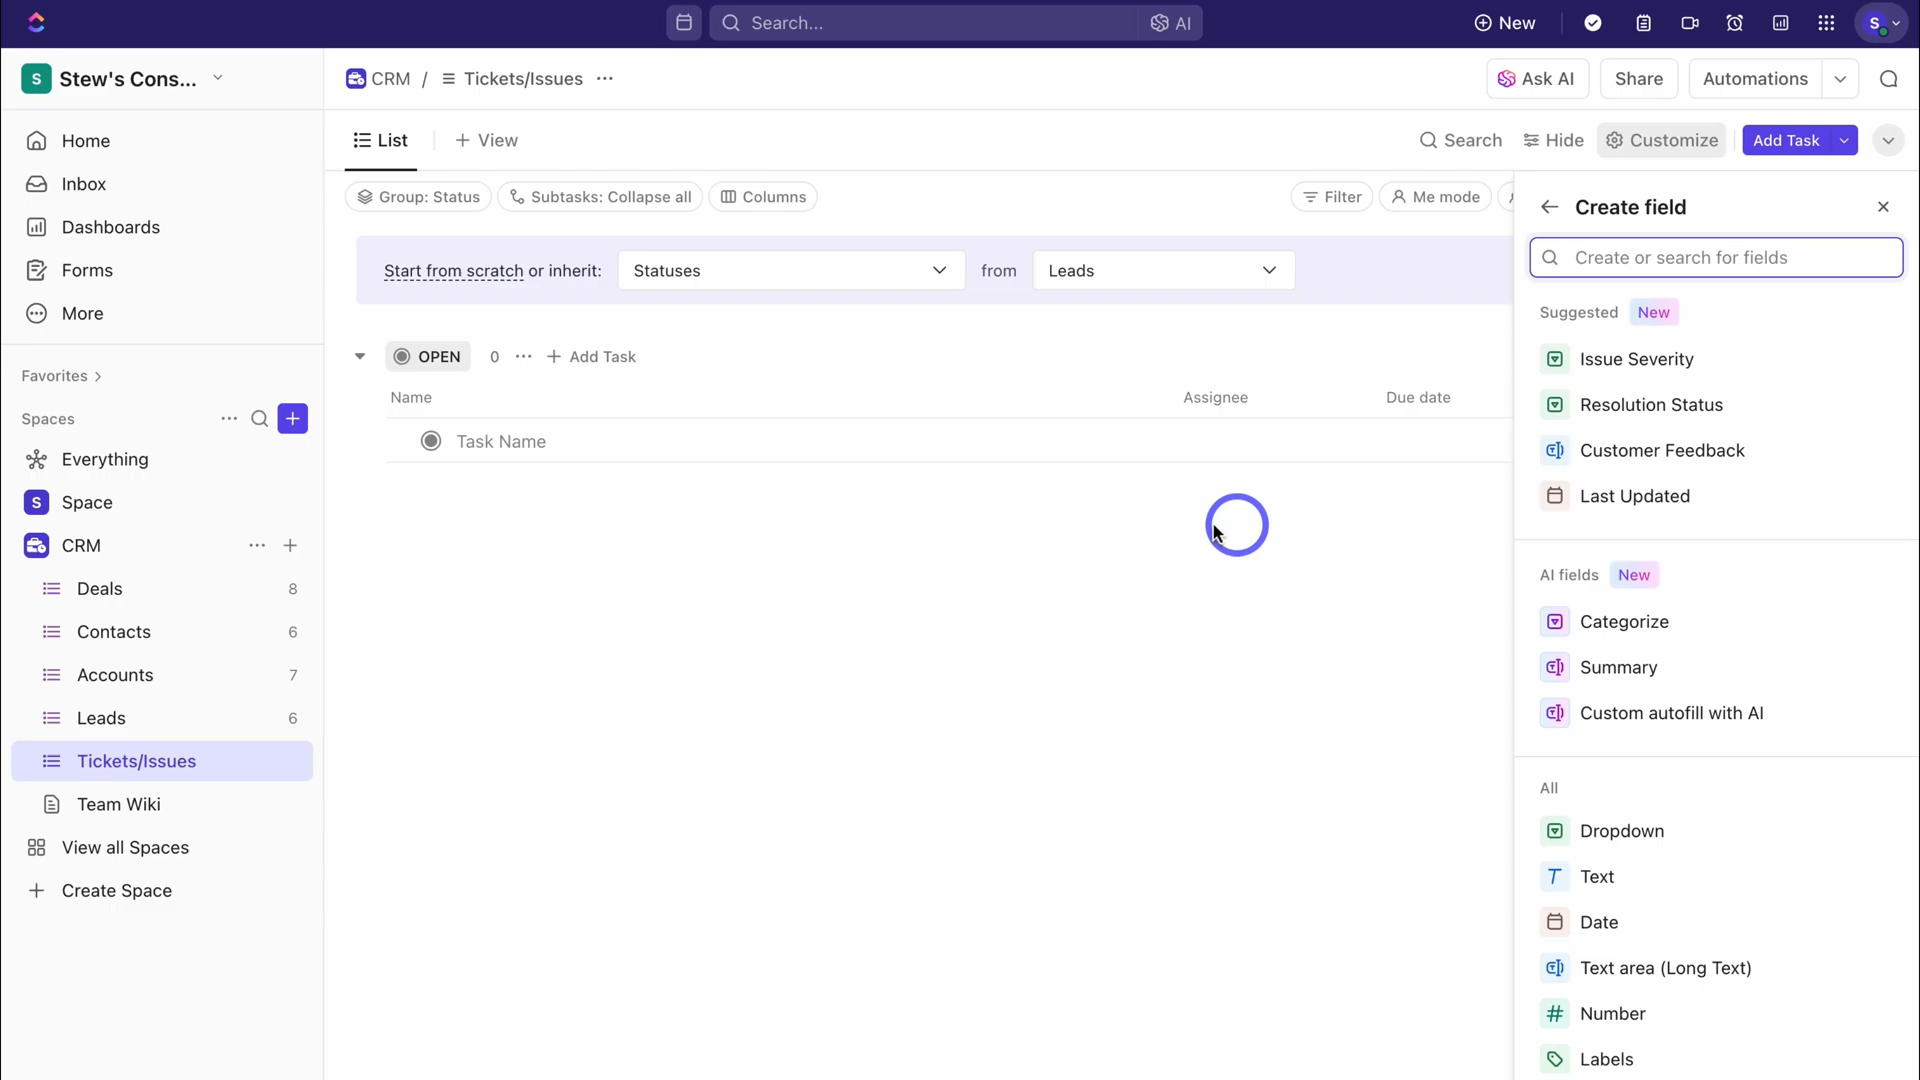 Search...
AI
New
S
S
Stew's Cons...
CRM / Tickets/Issues ...
Ask AI
Share
Automations
Home
Inbox
Dashboards
Forms
More
List
+ View
Search
Hide
Customize
Add Task
Group: Status
Subtasks: Collapse all
Columns
Filter
Me mode
Start from scratch or inherit:
Statuses
from
Leads
OPEN
0
...
+ Add Task
Name
Assignee
Due date
Task Name
Favorites >
Spaces
...
Everything
S
Space
CRM
...
Deals
8
Contacts
6
Accounts
7
Leads
6
Tickets/Issues
Team Wiki
View all Spaces
+ Create Space
Create field
Create or search for fields
Suggested
New
Issue Severity
Resolution Status
Customer Feedback
Last Updated
AI fields
New
Categorize
Summary
Custom autofill with AI
All
Dropdown
Text
Date
Text area (Long Text)
Number
Labels